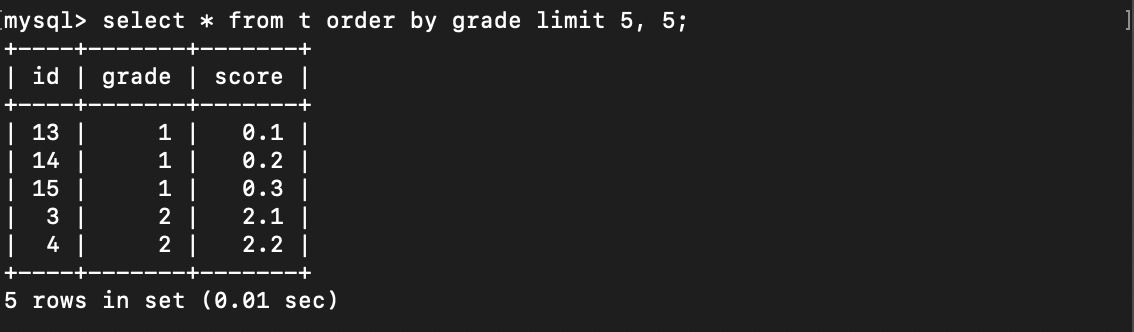 [mysql> select * from t order by grade limit 5, 5; ]
+----+-------+-------+
| id | grade | score |
+----+-------+-------+
| 13 |     1 |   0.1 |
| 14 |     1 |   0.2 |
| 15 |     1 |   0.3 |
|  3 |     2 |   2.1 |
|  4 |     2 |   2.2 |
+----+-------+-------+
5 rows in set (0.01 sec)